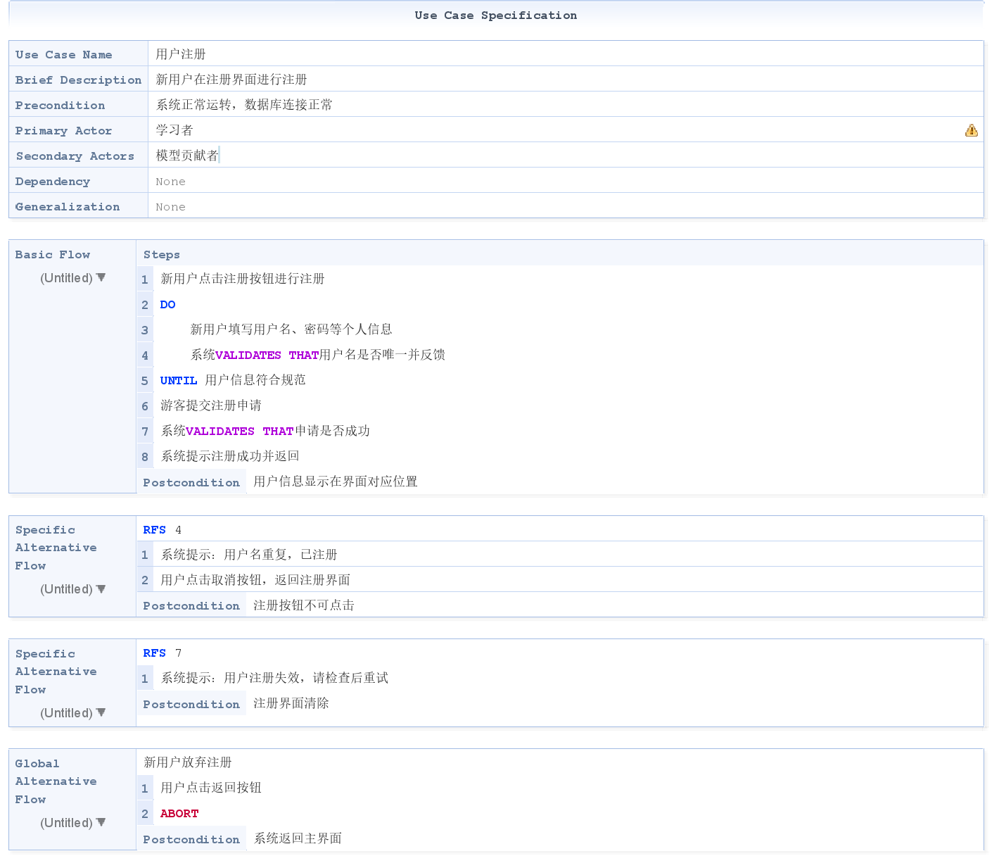 Use Case Specification
Use Case Name 用户注册
Brief Description 新用户在注册界面进行注册
Precondition 系统正常运转，数据库连接正常
Primary Actor 学习者
Secondary Actors 模型贡献者
Dependency None
Generalization None
Basic Flow Steps
(Untitled) ▼
1 新用户点击注册按钮进行注册
2 DO
3 新用户填写用户名、密码等个人信息
4 系统VALIDATES THAT用户名是否唯一并反馈
5 UNTIL 用户信息符合规范
6 游客提交注册申请
7 系统VALIDATES THAT申请是否成功
8 系统提示注册成功并返回
Postcondition 用户信息显示在界面对应位置
Specific
Alternative
Flow
(Untitled) ▼
RFS 4
1 系统提示：用户名重复，已注册
2 用户点击取消按钮，返回注册界面
Postcondition 注册按钮不可点击
Specific
Alternative
Flow
(Untitled) ▼
RFS 7
1 系统提示：用户注册失效，请检查后重试
Postcondition 注册界面清除
Global
Alternative
Flow
(Untitled) ▼
新用户放弃注册
1 用户点击返回按钮
2 ABORT
Postcondition 系统返回主界面